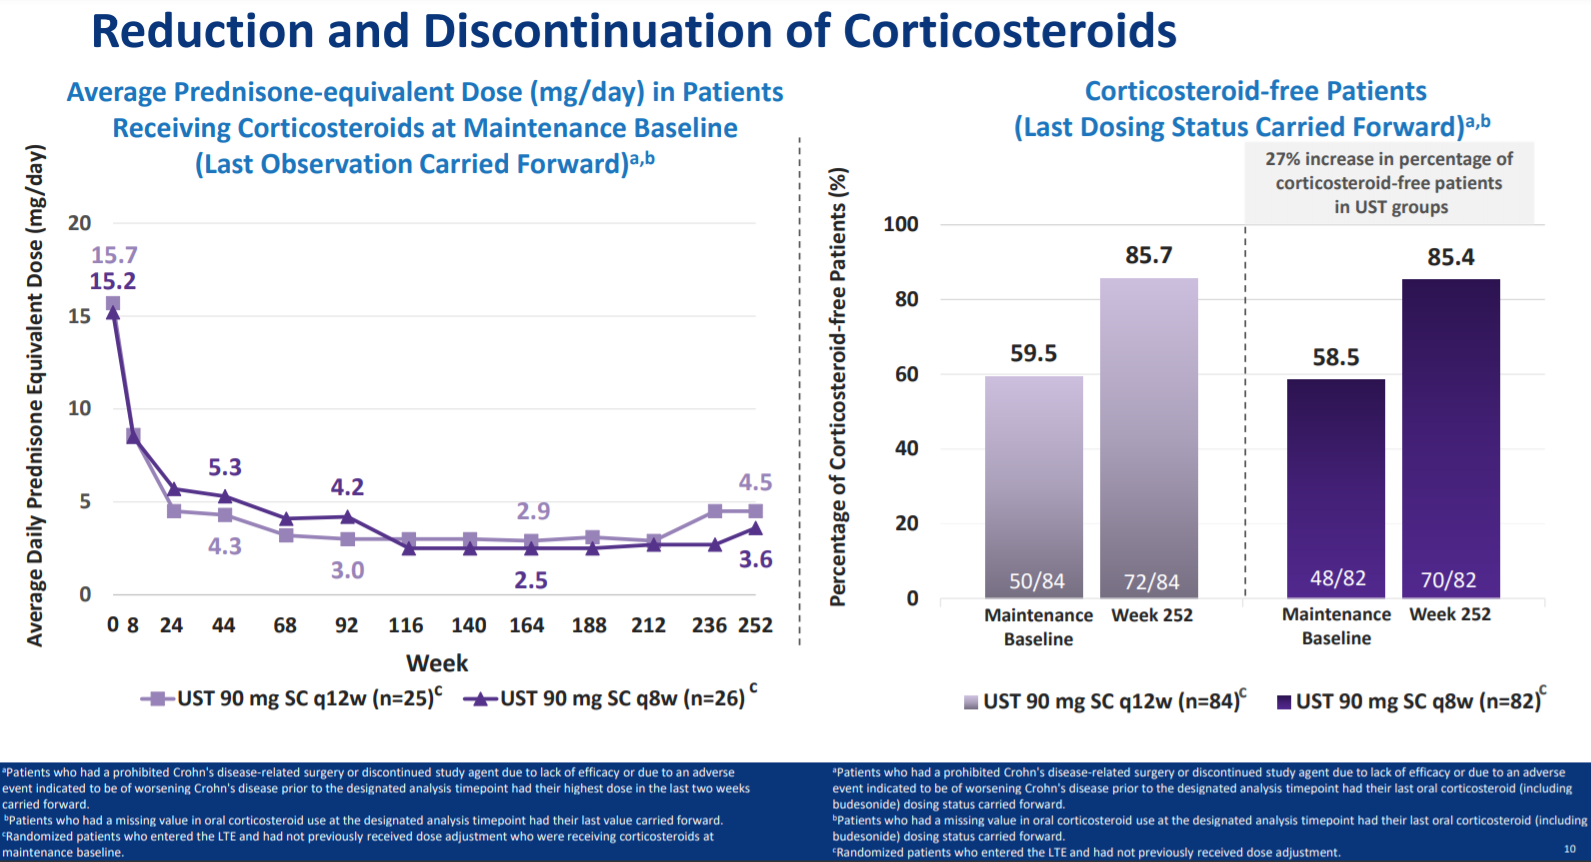 Reduction and Discontinuation of Corticosteroids
Average Prednisone-equivalent Dose (mg/day) in Patients
Receiving Corticosteroids at Maintenance Baseline
(Last Observation Carried Forward)a,b
Average Daily Prednisone Equivalent Dose (mg/day)
20
15
10
5
0
15.7
15.2
5.3
4.3
4.2
3.0
2.9
2.5
4.5
3.6
0 8 24 44 68 92 116 140 164 188 212 236 252
Week
UST 90 mg SC q12w (n=25)c UST 90 mg SC q8w (n=26) c
Corticosteroid-free Patients
(Last Dosing Status Carried Forward)a,b
27% increase in percentage of
corticosteroid-free patients
in UST groups
Percentage of Corticosteroid-free Patients (%)
100
80
60
40
20
0
59.5
85.7
58.5
85.4
50/84 72/84 48/82 70/82
Maintenance Week 252 Maintenance Week 252
Baseline Baseline
UST 90 mg SC q12w (n=84)c UST 90 mg SC q8w (n=82)c
aPatients who had a prohibited Crohn's disease-related surgery or discontinued study agent due to lack of efficacy or due to an adverse
event indicated to be of worsening Crohn's disease prior to the designated analysis timepoint had their highest dose in the last two weeks
carried forward.
bPatients who had a missing value in oral corticosteroid use at the designated analysis timepoint had their last value carried forward.
cRandomized patients who entered the LTE and had not previously received dose adjustment who were receiving corticosteroids at
maintenance baseline.
aPatients who had a prohibited Crohn's disease-related surgery or discontinued study agent due to lack of efficacy or due to an adverse
event indicated to be of worsening Crohn's disease prior to the designated analysis timepoint had their last oral corticosteroid (including
budesonide) dosing status carried forward.
bPatients who had a missing value in oral corticosteroid use at the designated analysis timepoint had their last oral corticosteroid (including
budesonide) dosing status carried forward.
cRandomized patients who entered the LTE and had not previously received dose adjustment.
10